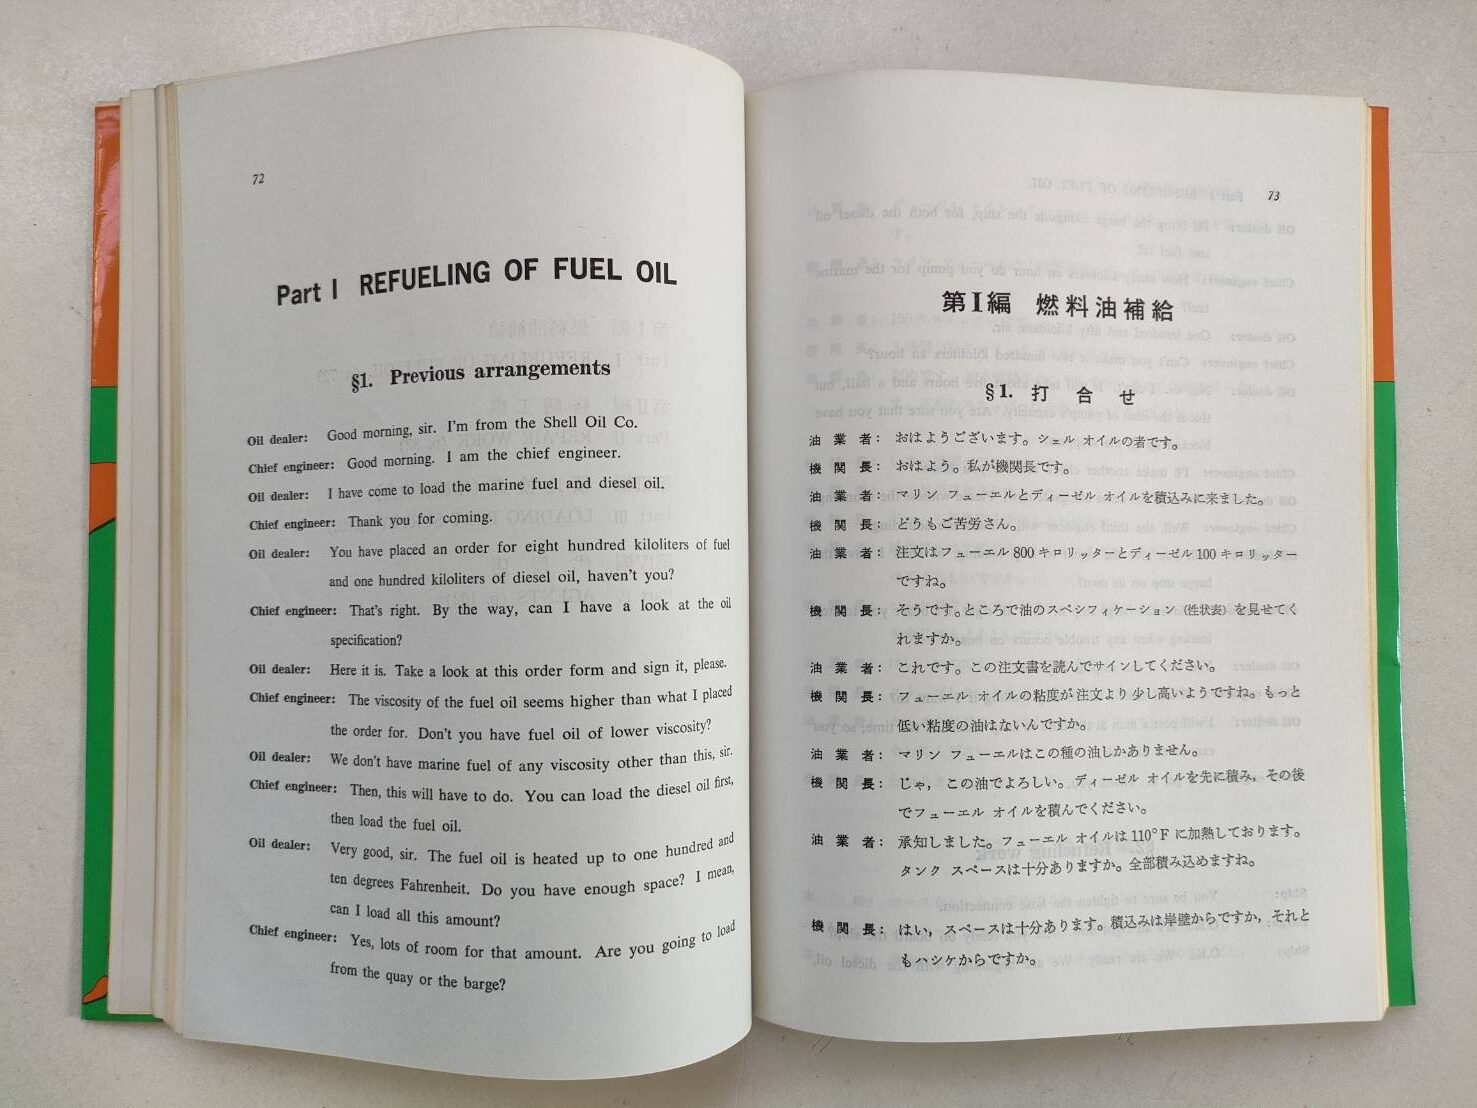 72
Part I REFUELING OF FUEL OIL
§1. Previous arrangements
Oil dealer: Good morning, sir. I'm from the Shell Oil Co.
Chief engineer: Good morning. I am the chief engineer.
Oil dealer: I have come to load the marine fuel and diesel oil.
Chief engineer: Thank you for coming.
Oil dealer: You have placed an order for eight hundred kiloliters of fuel
and one hundred kiloliters of diesel oil, haven't you?
Chief engineer: That's right. By the way, can I have a look at the oil
specification?
Oil dealer: Here it is. Take a look at this order form and sign it, please.
Chief engineer: The viscosity of the fuel oil seems higher than what I placed
the order for. Don't you have fuel oil of lower viscosity?
Oil dealer: We don't have marine fuel of any viscosity other than this, sir.
Chief engineer: Then, this will have to do. You can load the diesel oil first,
then load the fuel oil.
Oil dealer: Very good, sir. The fuel oil is heated up to one hundred and
ten degrees Fahrenheit. Do you have enough space? I mean,
can I load all this amount?
Chief engineer: Yes, lots of room for that amount. Are you going to load
from the quay or the barge?
73
第I編 燃料油補給
§1. 打合せ
油業者: おはようございます。シェル オイルの者です。
機関長: おはよう。私が機関長です。
油業者: マリン フューエルとディーゼル オイルを積込みに来ました。
機関長: どうもご苦労さん。
油業者: 注文はフューエル800キロリッターとディーゼル100キロリッター
ですね。
機関長: そうです。ところで油のスペシフィケーション (性状表) を見せてく
れますか。
油業者: これです。この注文書を読んでサインしてください。
機関長: フューエル オイルの粘度が注文より少し高いようですね。もっと
低い粘度の油はないんですか。
油業者: マリン フューエルはこの種の油しかありません。
機関長: じゃ, この油でよろしい。ディーゼル オイルを先に積み, その後
でフューエル オイルを積んでください。
油業者: 承知しました。フューエル オイルは110°Fに加熱しております。
タンク スペースは十分ありますか。全部積み込めますね。
機関長: はい, スペースは十分あります。積込みは岸壁からですか, それと
もハシケからですか。